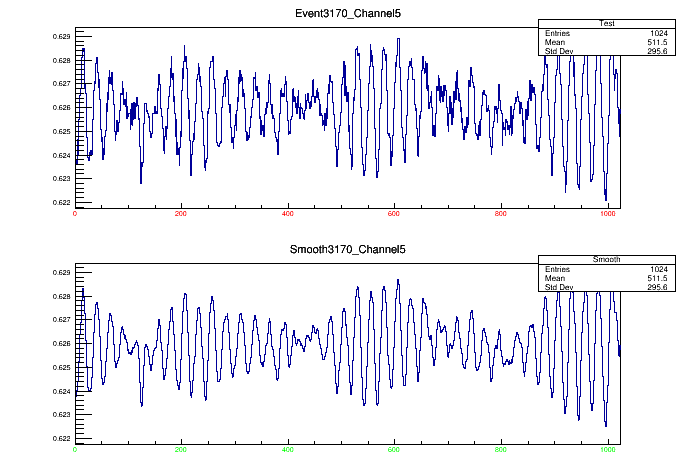 Event3170_Channel5
Test
Entries 1024
Mean 511.5
Std Dev 295.6
0.629
0.628
0.627
0.626
0.625
0.624
0.623
0.622
0 200 400 600 800 1000
Smooth3170_Channel5
Smooth
Entries 1024
Mean 511.5
Std Dev 295.6
0.629
0.628
0.627
0.626
0.625
0.624
0.623
0.622
0 200 400 600 800 1000